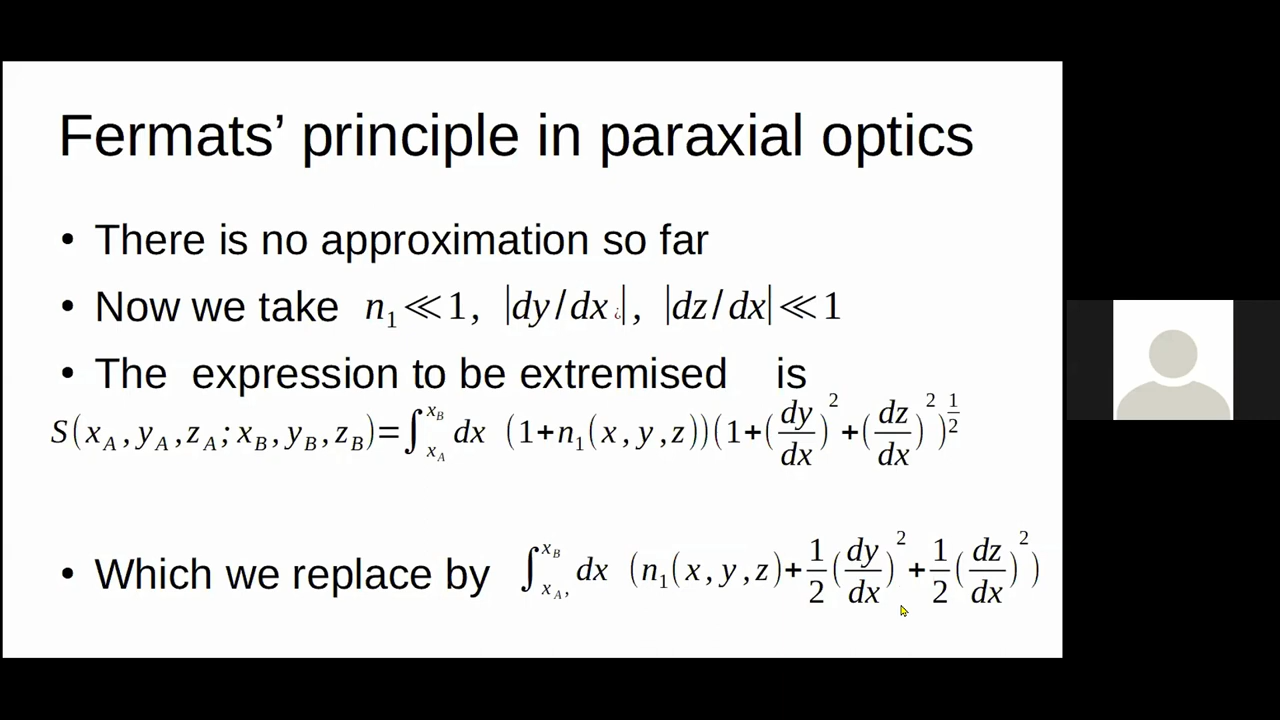 Fermats’ principle in paraxial optics
• There is no approximation so far
• Now we take n₁≪1, |dy/dx¿|, |dz/dx|≪1
• The expression to be extremised is
S(x_A, y_A, z_A; x_B, y_B, z_B)=∫_{x_A}^{x_B} dx (1+n₁(x, y, z))(1+(dy/dx)²+(dz/dx)²)^{1/2}
• Which we replace by ∫_{x_A,}^{x_B} dx (n₁(x, y, z)+1/2(dy/dx)²+1/2(dz/dx)²)